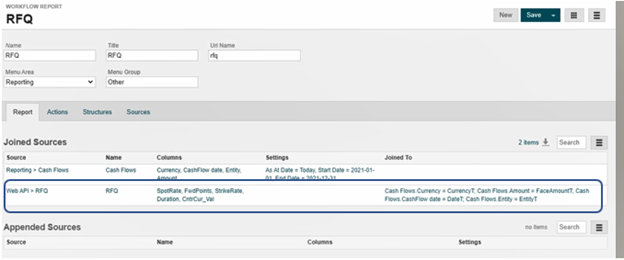 WORKFLOW REPORT
RFQ
New Save
Name Title Url Name
RFQ RFQ rfq
Menu Area Menu Group
Reporting Other
Report Actions Structures Sources
Joined Sources 2 items Search
Source Name Columns Settings Joined To
Reporting > Cash Flows Cash Flows Currency, CashFlow date, Entity, As At Date = Today, Start Date = 2021-01-
Amount 01, End Date = 2021-12-31
Web API > RFQ RFQ SpotRate, FwdPoints, StrikeRate, Cash Flows.Currency = CurrencyT; Cash Flows.Amount = FaceAmountT; Cash
Duration, CntrCur_Val Flows.CashFlow date = DateT; Cash Flows.Entity = EntityT
Appended Sources no items Search
Source Name Columns Settings